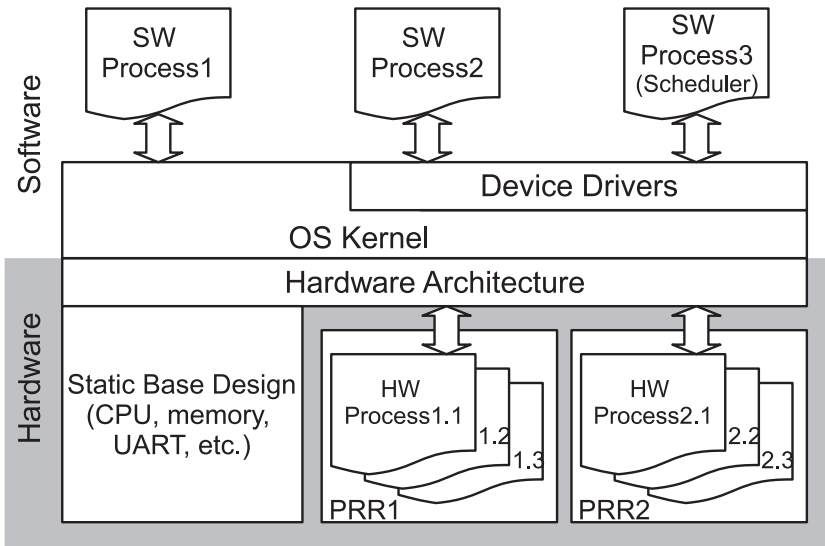 SW
Process1
SW
Process2
SW
Process3
(Scheduler)
Software
Device Drivers
OS Kernel
Hardware Architecture
Hardware
Static Base Design
(CPU, memory,
UART, etc.)
HW
Process1.1
1.2
1.3
PRR1
HW
Process2.1
2.2
2.3
PRR2